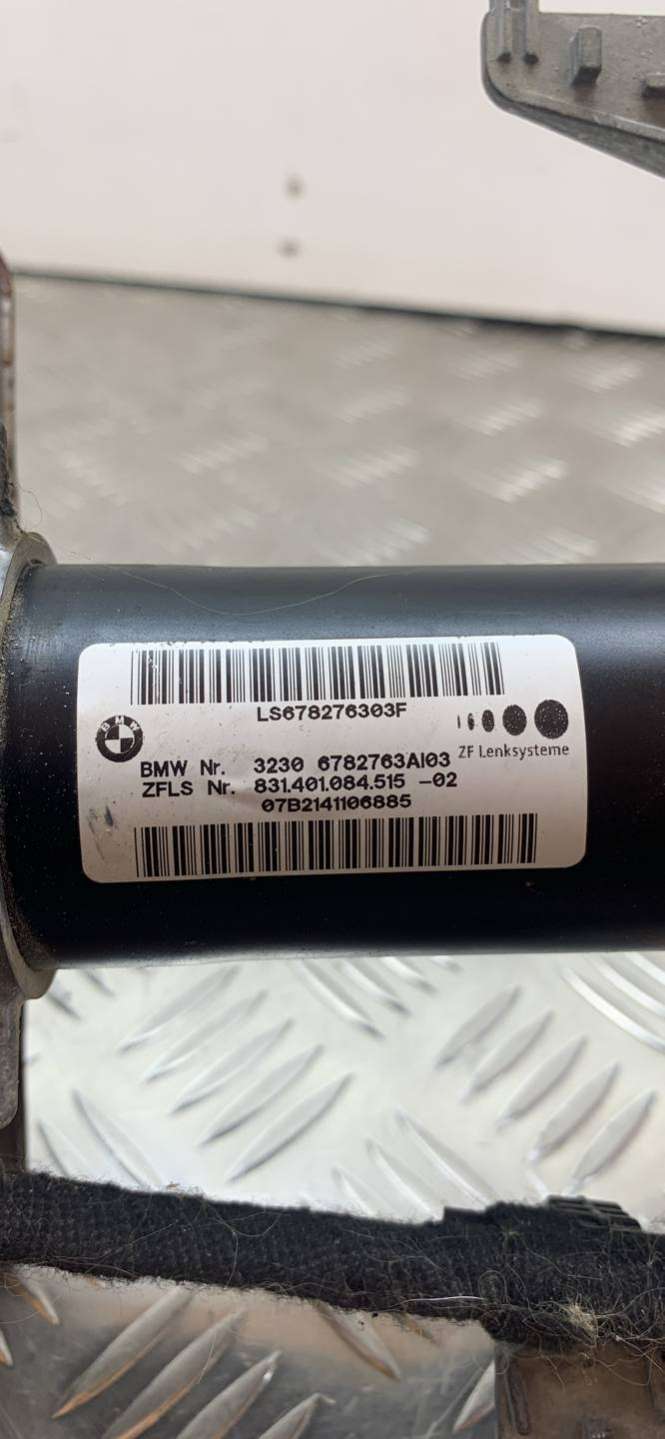 LS678276303F
BMW
ZF Lenksysteme
BMW Nr. 3230 6782763AI03
ZFLS Nr. 831.401.084.515 -02
07B2141106885